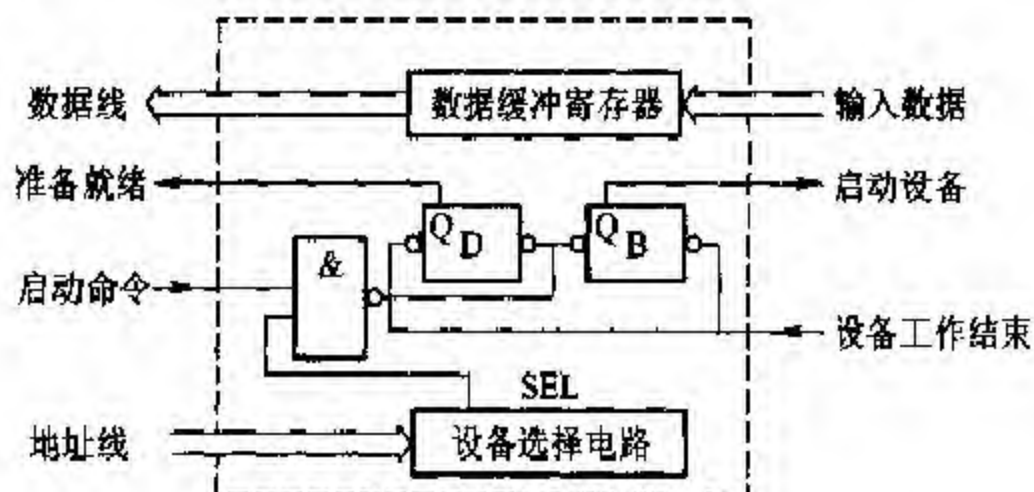 数据线
数据缓冲寄存器
输入数据
准备就绪
启动设备
Q
D
Q
B
&
启动命令
设备工作结束
SEL
地址线
设备选择电路